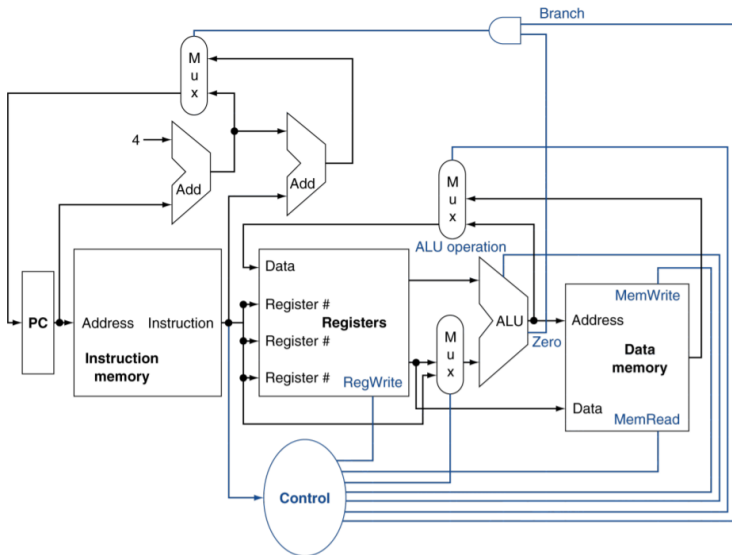 Branch
M
u
x
4
Add
Add
M
u
x
ALU operation
Data
PC
Address
Instruction
Instruction
memory
Register #
Registers
Register #
Register #
RegWrite
M
u
x
ALU
Zero
MemWrite
Address
Data
memory
Data
MemRead
Control